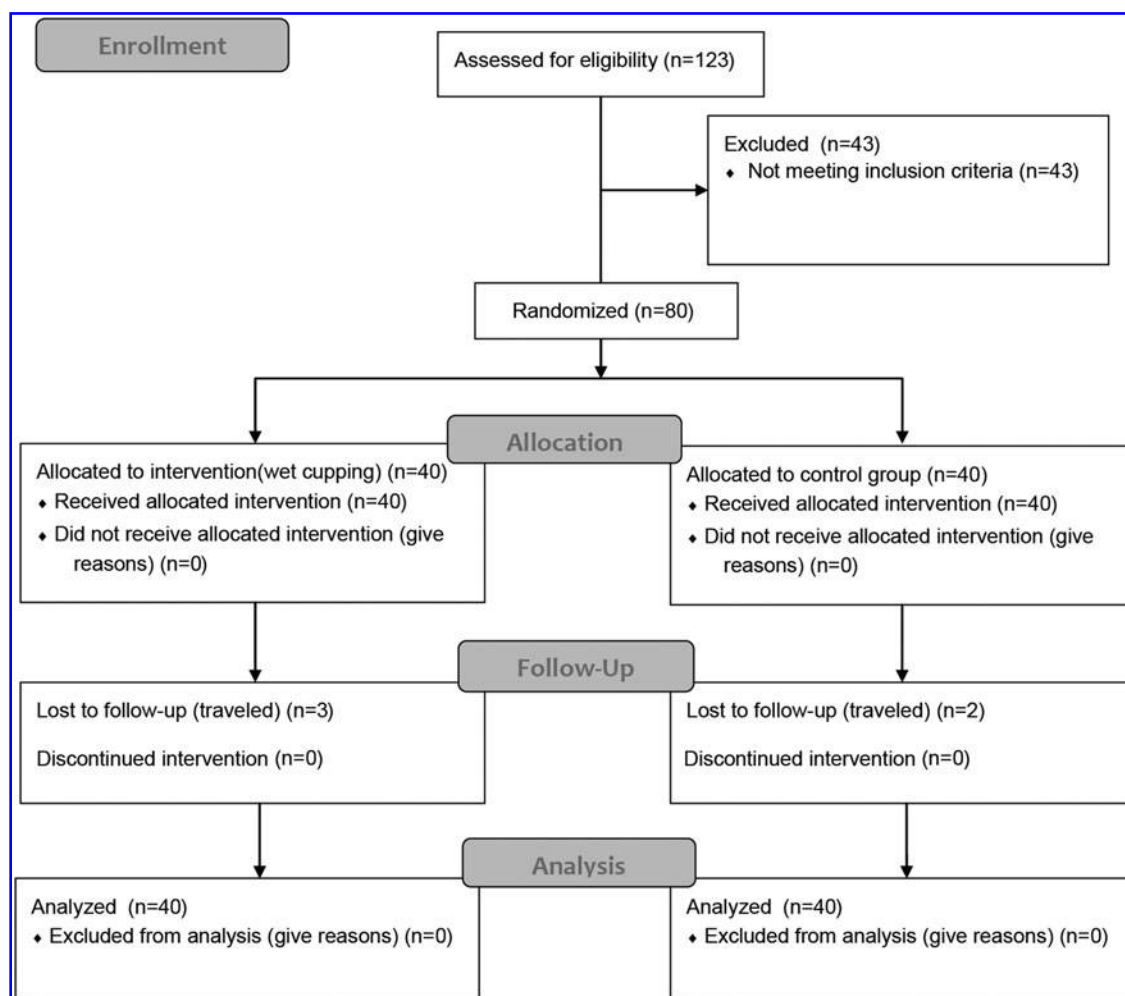 Enrollment
Assessed for eligibility (n=123)
Excluded (n=43)
♦ Not meeting inclusion criteria (n=43)
Randomized (n=80)
Allocation
Allocated to intervention(wet cupping) (n=40)
♦ Received allocated intervention (n=40)
♦ Did not receive allocated intervention (give
reasons) (n=0)
Allocated to control group (n=40)
♦ Received allocated intervention (n=40)
♦ Did not receive allocated intervention (give
reasons) (n=0)
Follow-Up
Lost to follow-up (traveled) (n=3)
Discontinued intervention (n=0)
Lost to follow-up (traveled) (n=2)
Discontinued intervention (n=0)
Analysis
Analyzed (n=40)
♦ Excluded from analysis (give reasons) (n=0)
Analyzed (n=40)
♦ Excluded from analysis (give reasons) (n=0)